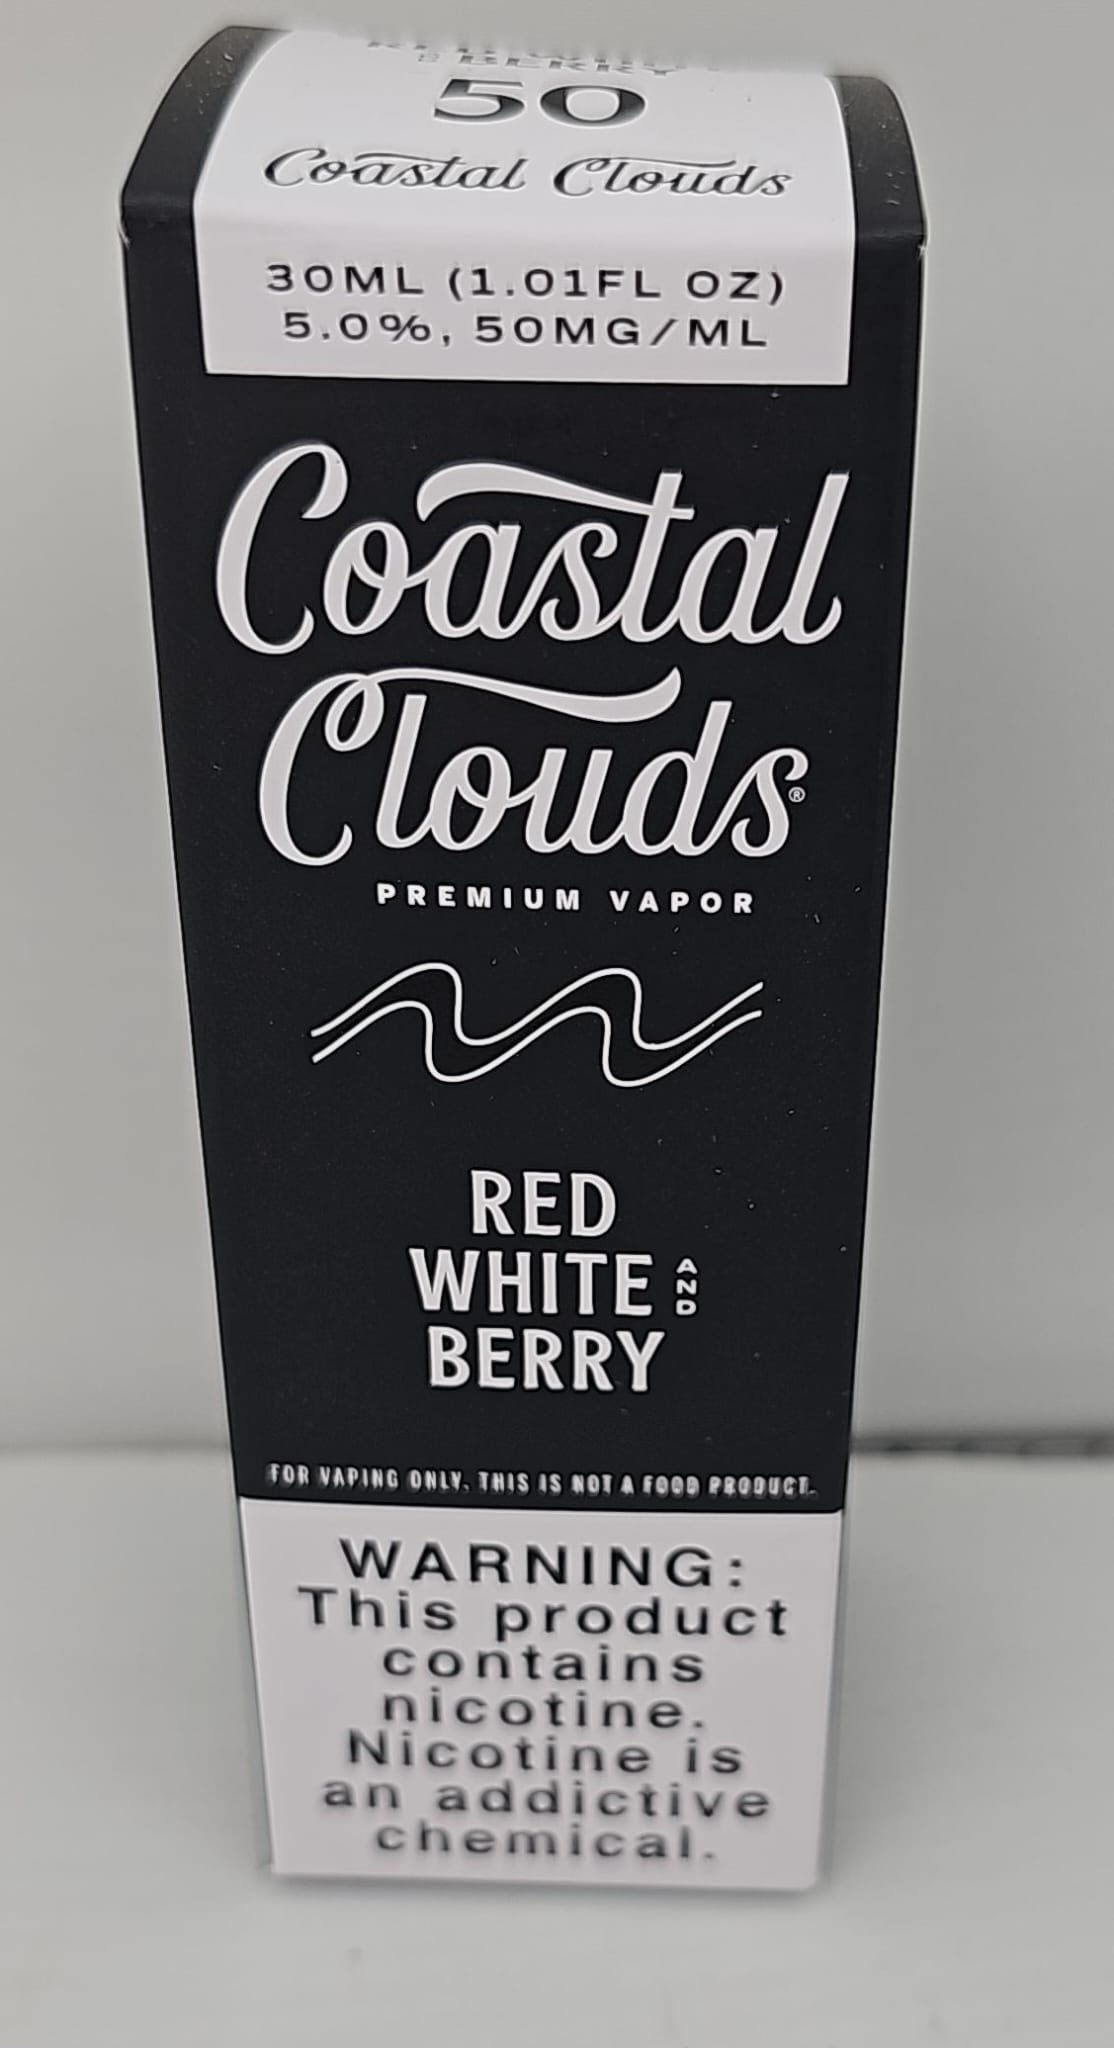 BERRY
50
Coastal Clouds
30ML (1.01FL OZ)
5.0%, 50MG/ML
Coastal
Clouds®
PREMIUM VAPOR
RED
WHITE AND
BERRY
FOR VAPING ONLY. THIS IS NOT A FOOD PRODUCT.
WARNING:
This product
contains
nicotine.
Nicotine is
an addictive
chemical.